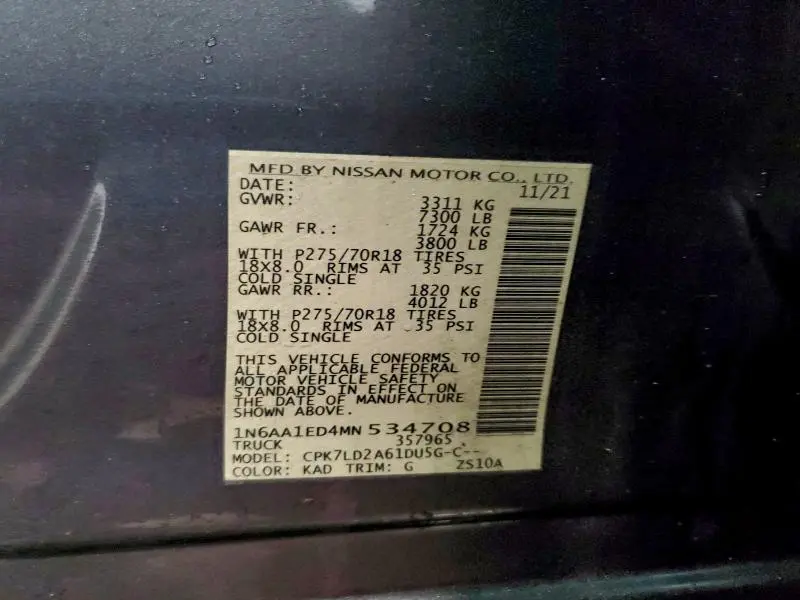 MFD BY NISSAN MOTOR CO., LTD.
DATE: 11/21
GVWR: 3311 KG
7300 LB
GAWR FR.: 1724 KG
3800 LB
WITH P275/70R18 TIRES
18X8.0 RIMS AT 35 PSI
COLD SINGLE
GAWR RR.: 1820 KG
4012 LB
WITH P275/70R18 TIRES
18X8.0 RIMS AT 35 PSI
COLD SINGLE
THIS VEHICLE CONFORMS TO
ALL APPLICABLE FEDERAL
MOTOR VEHICLE SAFETY
STANDARDS IN EFFECT ON
THE DATE OF MANUFACTURE
SHOWN ABOVE.
1N6AA1ED4MN534708
TRUCK 357965
MODEL: CPK7LD2A61DU5G-C--
COLOR: KAD TRIM: G ZS10A